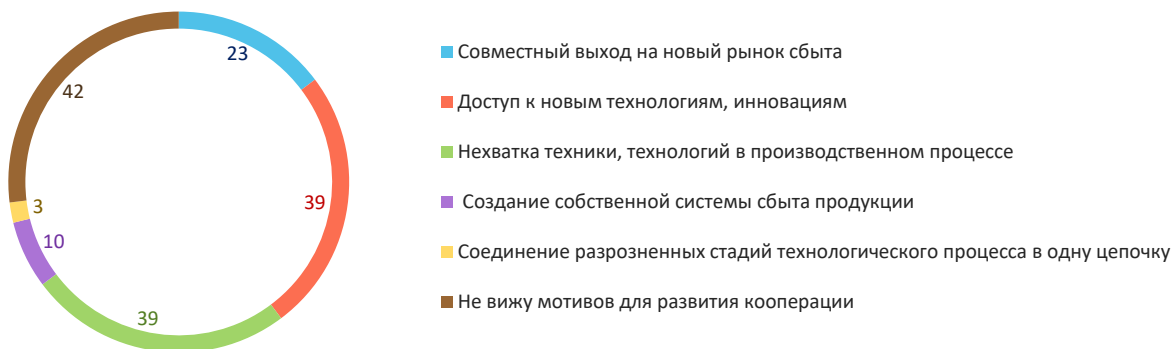 23
39
39
10
3
42
Совместный выход на новый рынок сбыта
Доступ к новым технологиям, инновациям
Нехватка техники, технологий в производственном процессе
Создание собственной системы сбыта продукции
Соединение разрозненных стадий технологического процесса в одну цепочку
Не вижу мотивов для развития кооперации